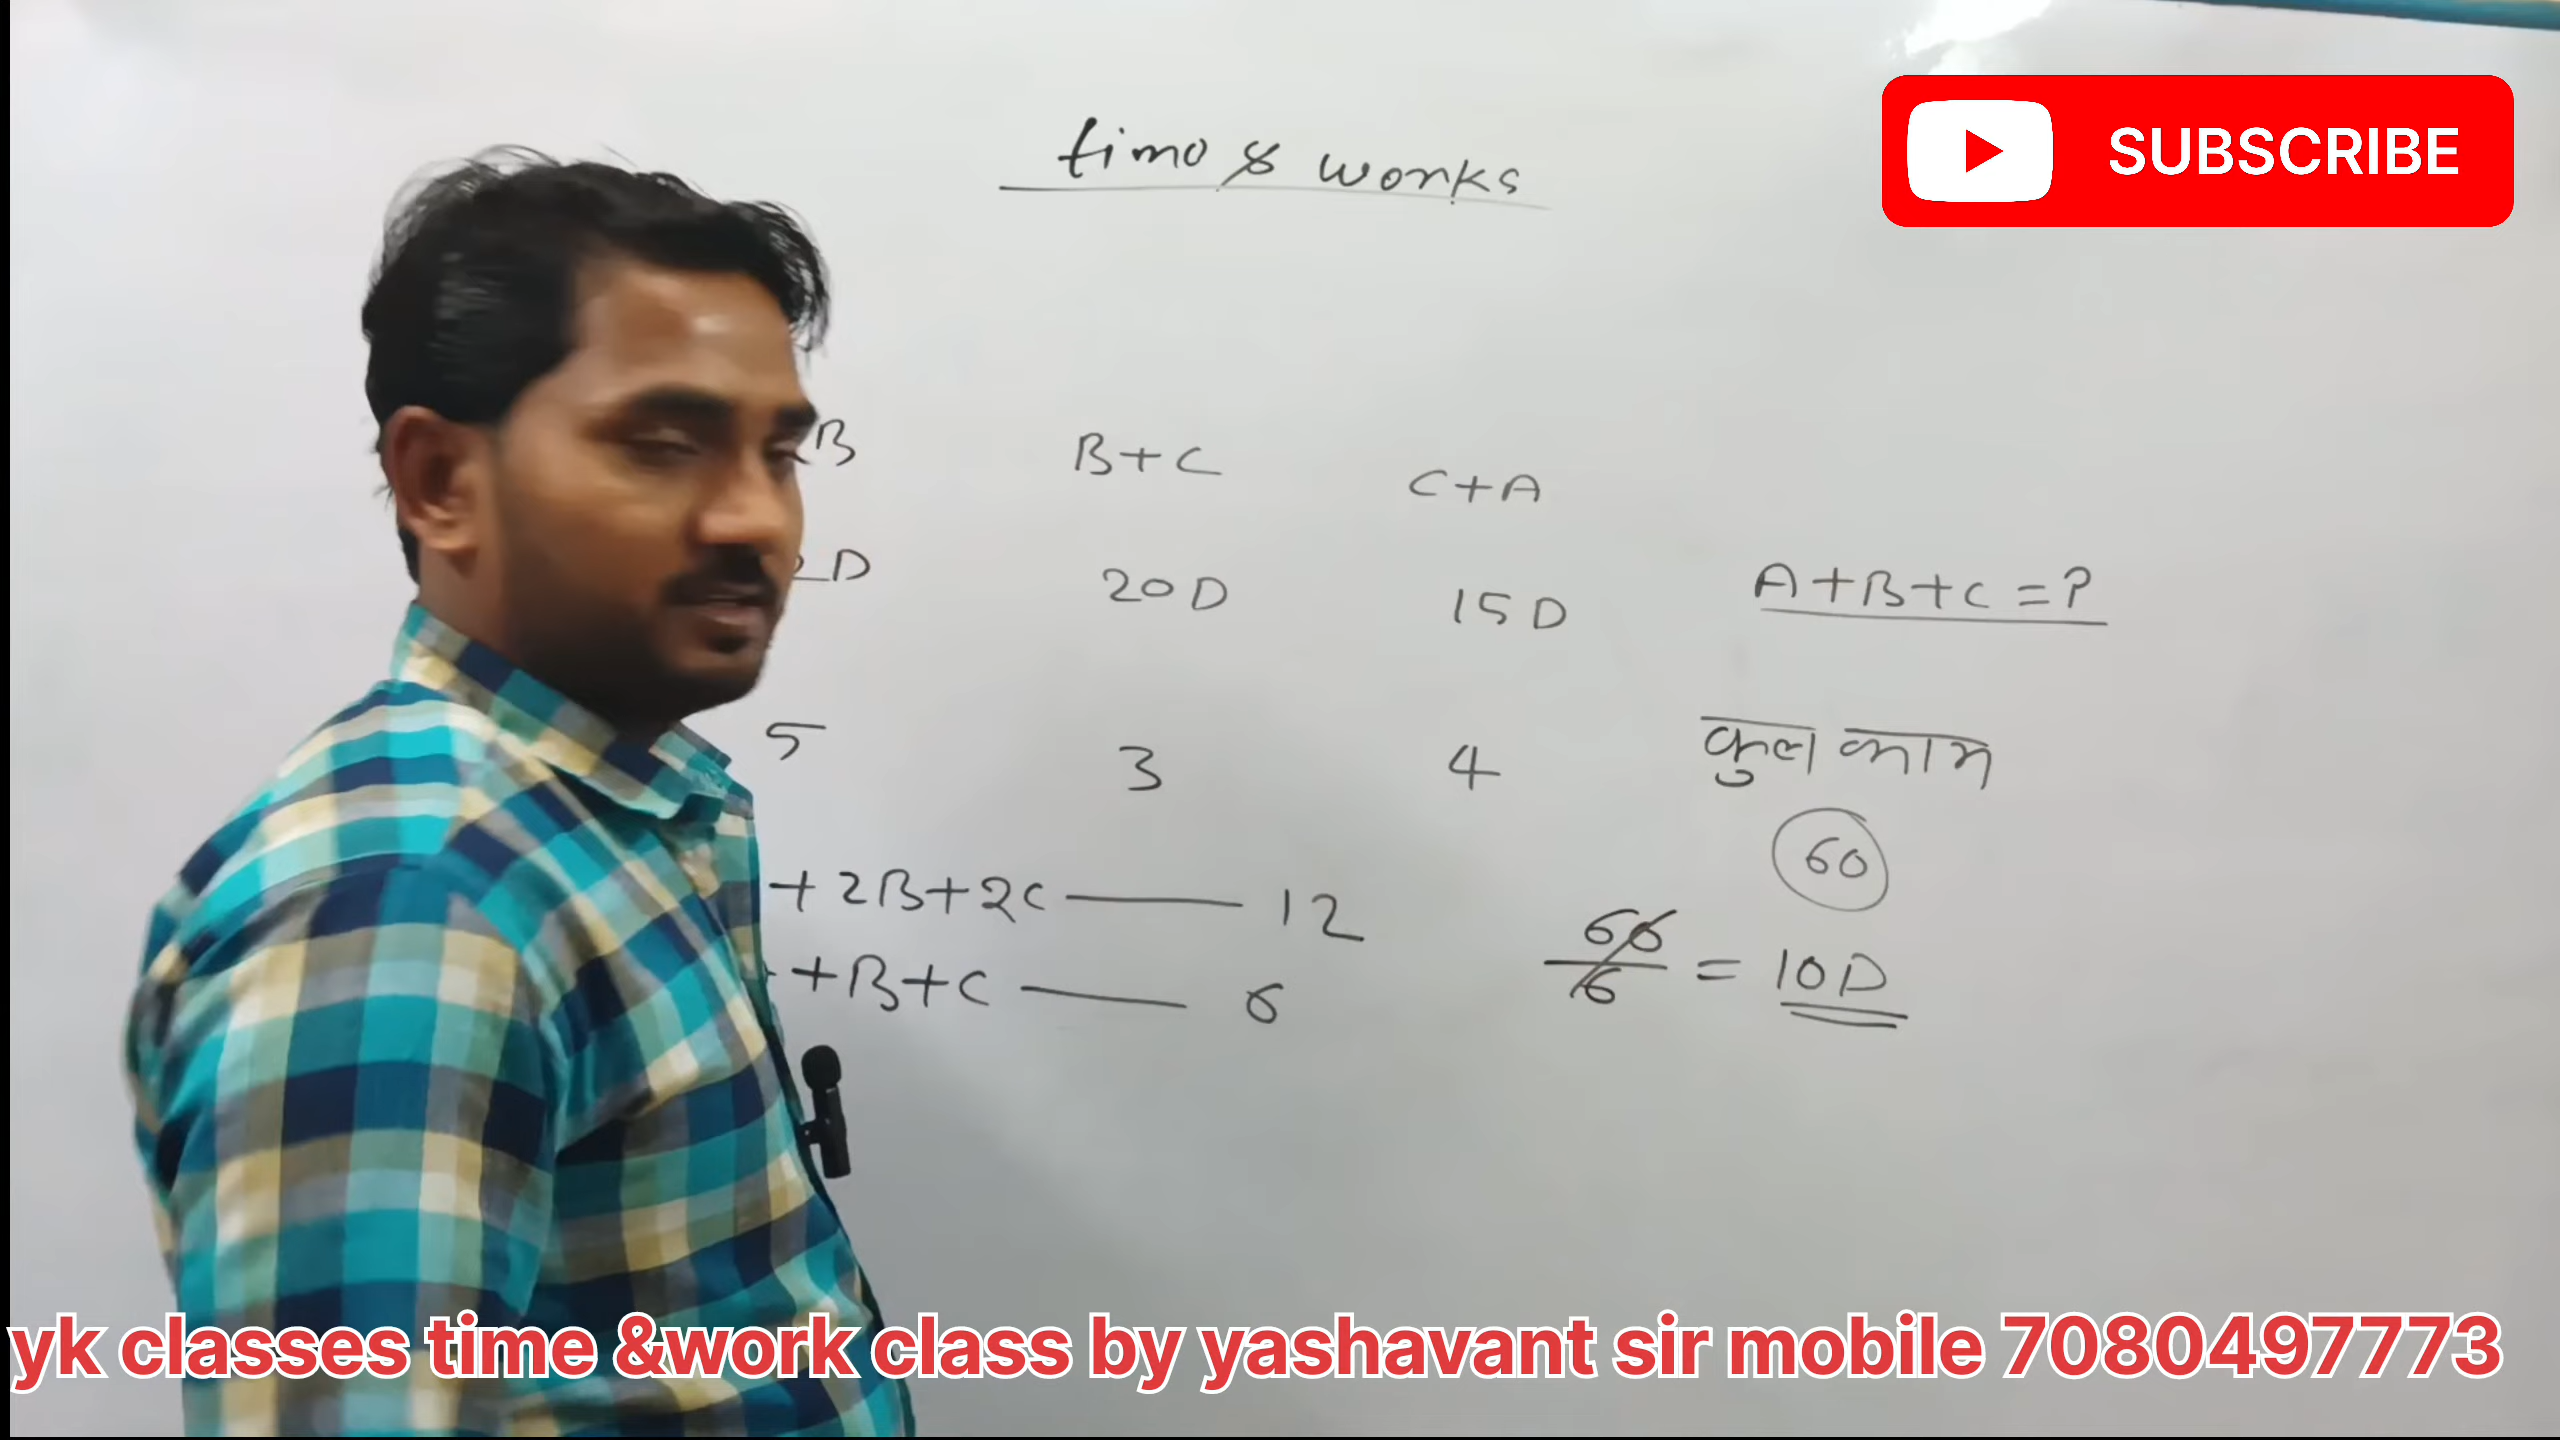 SUBSCRIBE
time & works
B B+C C+A
2D 20D 15D A+B+C=?
5 3 4 कुल काम
60
+2B+2C — 12
+B+C — 6 60/6 = 10D
yk classes time &work class by yashavant sir mobile 7080497773